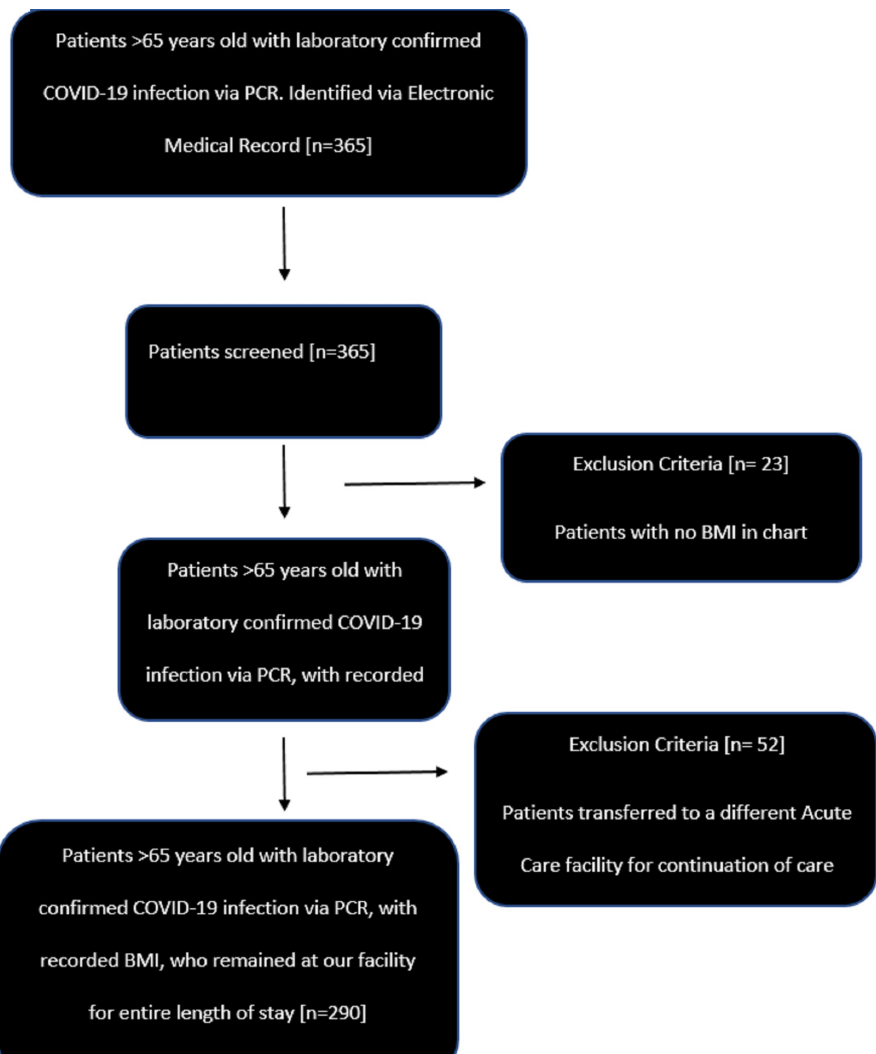 Patients >65 years old with laboratory confirmed
COVID-19 infection via PCR. Identified via Electronic
Medical Record [n=365]
Patients screened [n=365]
Exclusion Criteria [n= 23]
Patients with no BMI in chart
Patients >65 years old with
laboratory confirmed COVID-19
infection via PCR, with recorded
Exclusion Criteria [n= 52]
Patients transferred to a different Acute
Care facility for continuation of care
Patients >65 years old with laboratory
confirmed COVID-19 infection via PCR, with
recorded BMI, who remained at our facility
for entire length of stay [n=290]